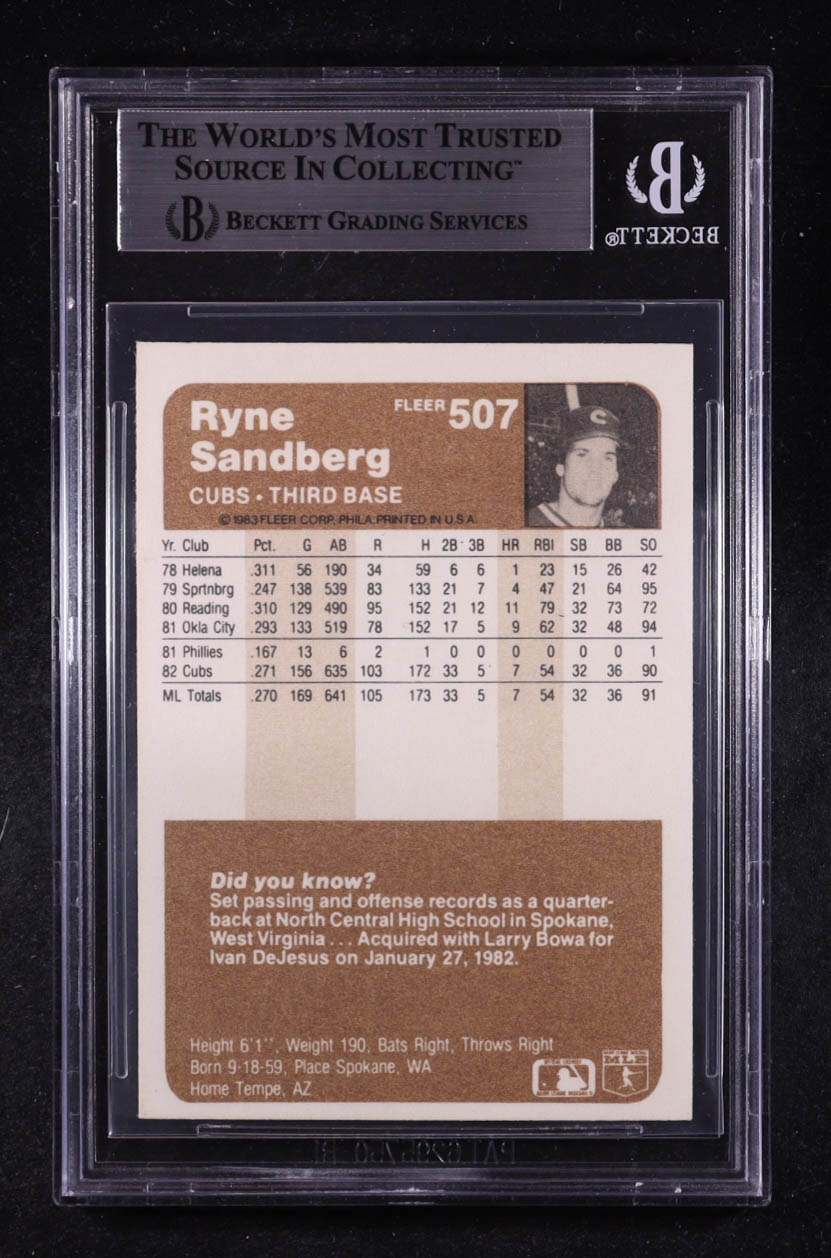 THE WORLD'S MOST TRUSTED
SOURCE IN COLLECTING™
B BECKETT GRADING SERVICES
B
BECKETT®
Ryne
Sandberg
FLEER 507
CUBS • THIRD BASE
© 1983 FLEER CORP. PHILA. PRINTED IN U.S.A.
C
Yr. Club Pct. G AB R H 2B 3B HR RBI SB BB SO
78 Helena .311 56 190 34 59 6 6 1 23 15 26 42
79 Sprtnbrg .247 138 539 83 133 21 7 4 47 21 64 95
80 Reading .310 129 490 95 152 21 12 11 79 32 73 72
81 Okla City .293 133 519 78 152 17 5 9 62 32 48 94
81 Phillies .167 13 6 2 1 0 0 0 0 0 0 1
82 Cubs .271 156 635 103 172 33 5 7 54 32 36 90
ML Totals .270 169 641 105 173 33 5 7 54 32 36 91
Did you know?
Set passing and offense records as a quarter-
back at North Central High School in Spokane,
West Virginia ... Acquired with Larry Bowa for
Ivan DeJesus on January 27, 1982.
Height 6'1'', Weight 190, Bats Right, Throws Right
Born 9-18-59, Place Spokane, WA
Home Tempe, AZ
MLB